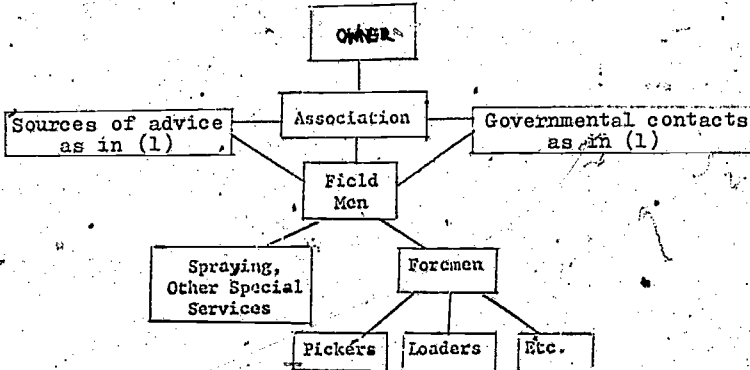 OWNER
Association
Sources of advice
as in (1)
Governmental contacts
as in (1)
Field
Men
Spraying,
Other Special
Services
Foremen
Pickers
Loaders
Etc.